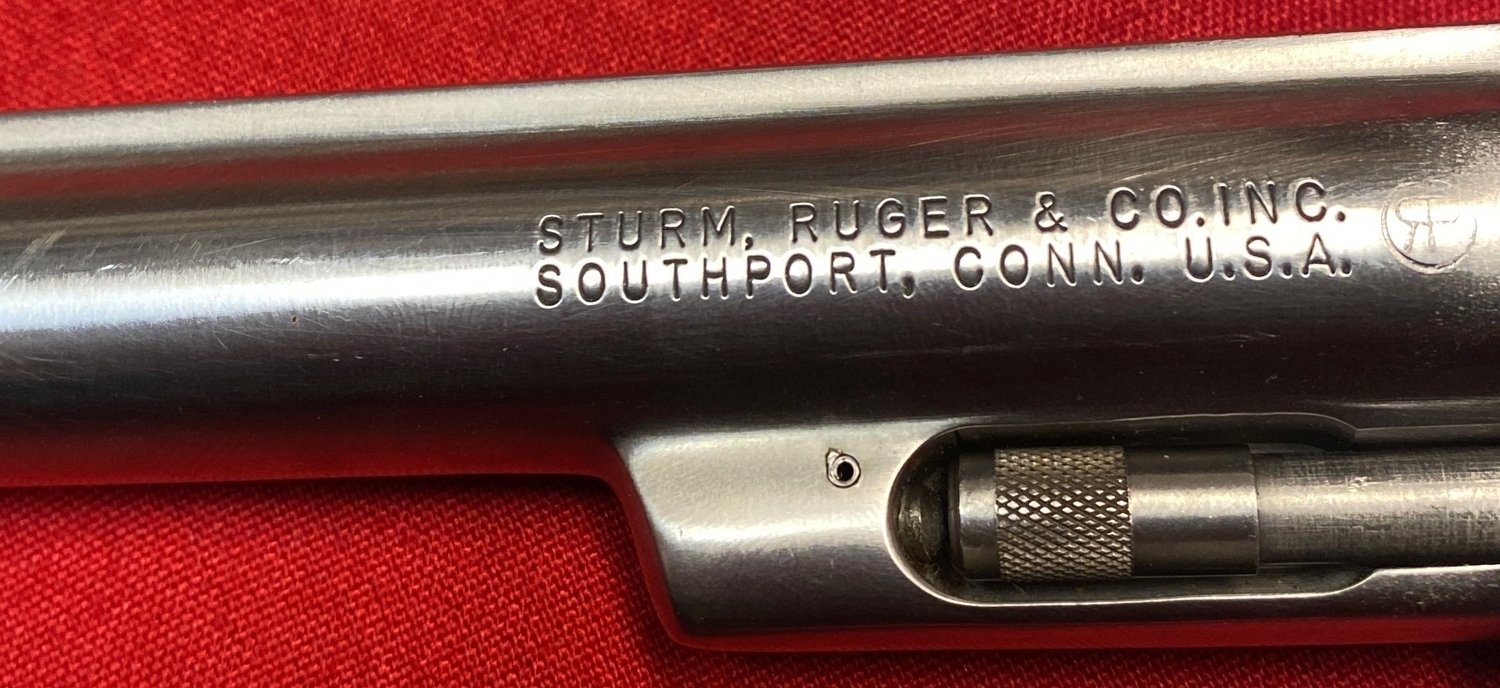 STURM, RUGER & CO.INC.
SOUTHPORT, CONN. U.S.A.